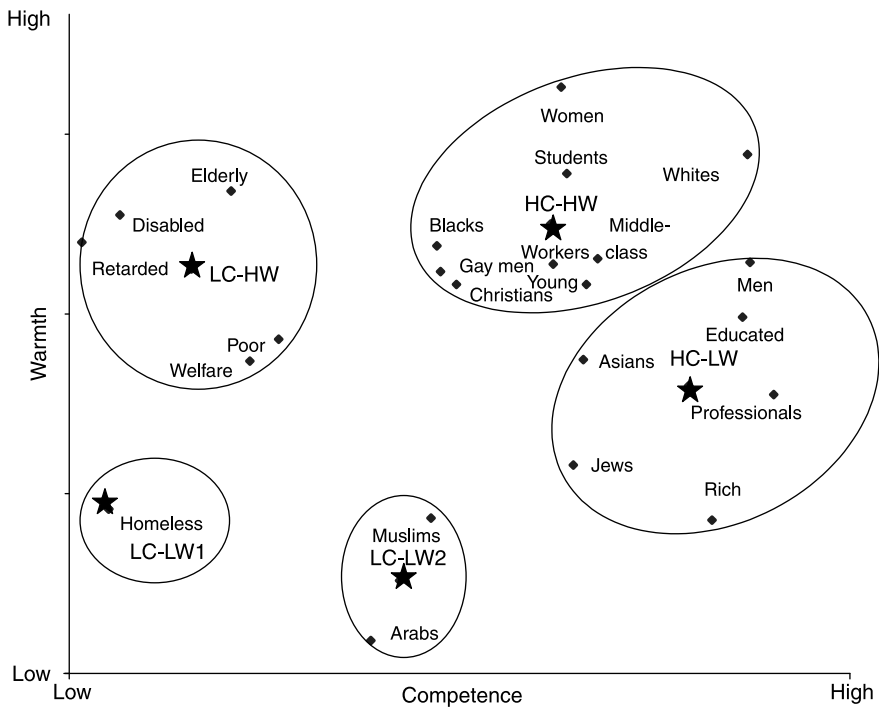 High
Women
Students
Whites
Elderly
HC-HW
Disabled
Blacks
Middle-
Workers
class
Retarded
LC-HW
Gay men
Young
Christians
Men
Educated
Poor
Welfare
Asians
HC-LW
Warmth
Professionals
Jews
Rich
Homeless
LC-LW1
Muslims
LC-LW2
Arabs
Low
Low
Competence
High